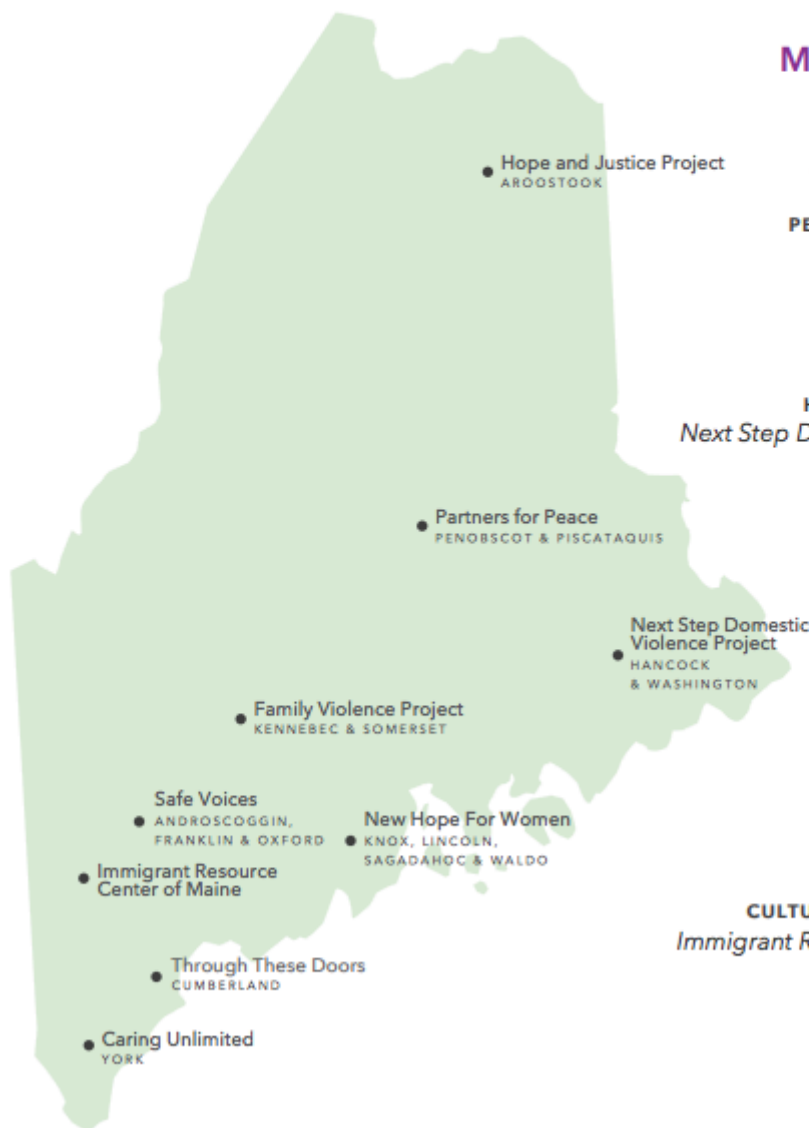 M
Hope and Justice Project
AROOSTOOK
PE
Next Step D
Partners for Peace
PENOBSCOT & PISCATAQUIS
Next Step Domestic
Violence Project
HANCOCK
& WASHINGTON
Family Violence Project
KENNEBEC & SOMERSET
Safe Voices
ANDROSCOGGIN,
FRANKLIN & OXFORD
New Hope For Women
KNOX, LINCOLN,
SAGADAHOC & WALDO
Immigrant Resource
Center of Maine
CULTU
Immigrant R
Through These Doors
CUMBERLAND
Caring Unlimited
YORK